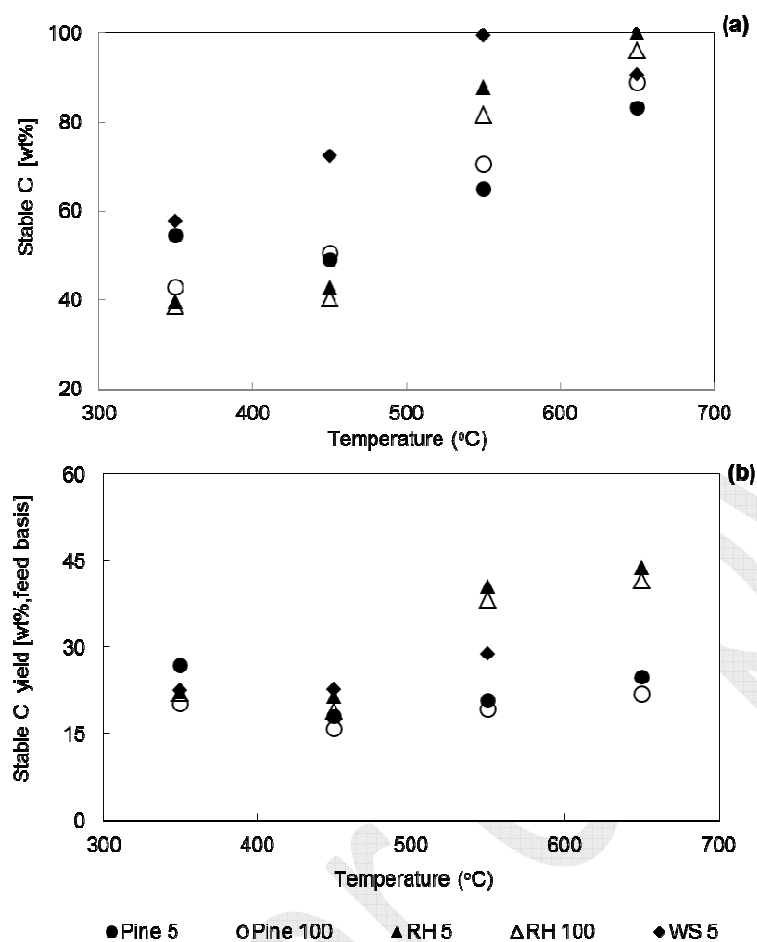 (a)
100
80
60
40
20
Stable C [wt%]
300 400 500 600 700
Temperature (ºC)
(b)
60
45
30
15
0
Stable C yield [wt%,feed basis]
300 400 500 600 700
Temperature (ºC)
●Pine 5 ○Pine 100 ▲RH 5 △RH 100 ◆WS 5